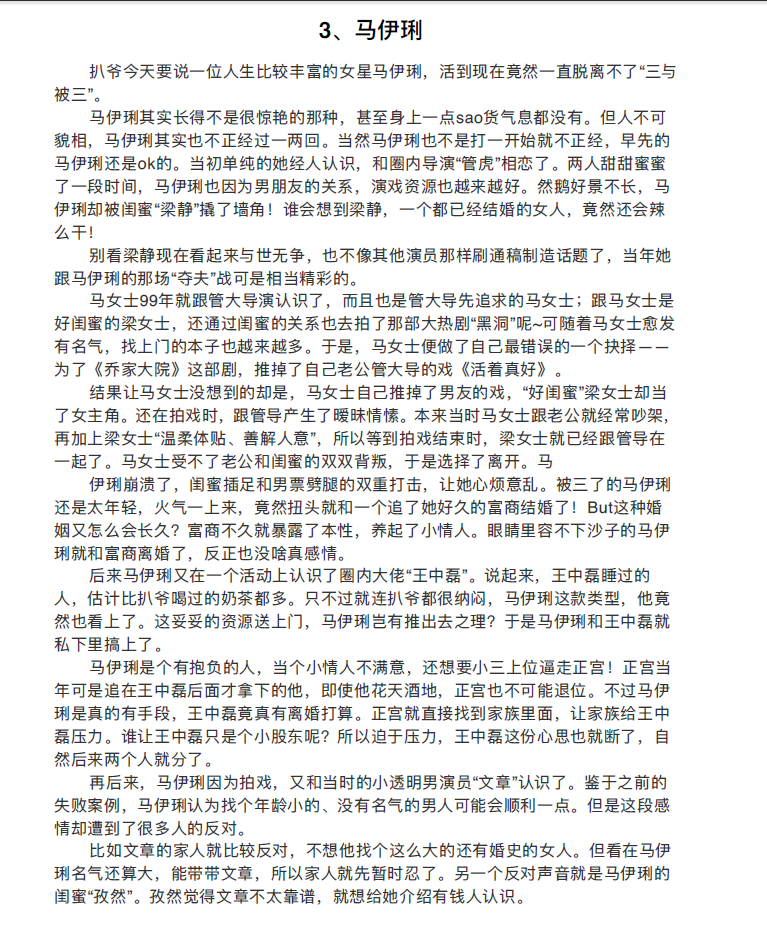 3、马伊琍
扒爷今天要说一位人生比较丰富的女星马伊琍，活到现在竟然一直脱离不了“三与
被三”。
马伊琍其实长得不是很惊艳的那种，甚至身上一点sao货气息都没有。但人不可
貌相，马伊琍其实也不正经过一两回。当然马伊琍也不是打一开始就不正经，早先的
马伊琍还是ok的。当初单纯的她经人认识，和圈内导演“管虎”相恋了。两人甜甜蜜蜜
了一段时间，马伊琍也因为男朋友的关系，演戏资源也越来越好。然鹅好景不长，马
伊琍却被闺蜜“梁静”撬了墙角！谁会想到梁静，一个都已经结婚的女人，竟然还会辣
么干！
别看梁静现在看起来与世无争，也不像其他演员那样刷通稿制造话题了，当年她
跟马伊琍的那场“夺夫”战可是相当精彩的。
马女士99年就跟管大导演认识了，而且也是管大导先追求的马女士；跟马女士是
好闺蜜的梁女士，还通过闺蜜的关系也去拍了那部大热剧“黑洞”呢~可随着马女士愈发
有名气，找上门的本子也越来越多。于是，马女士便做了自己最错误的一个抉择——
为了《乔家大院》这部剧，推掉了自己老公管大导的戏《活着真好》。
结果让马女士没想到的却是，马女士自己推掉了男友的戏，“好闺蜜”梁女士却当
了女主角。还在拍戏时，跟管导产生了暧昧情愫。本来当时马女士跟老公就经常吵架，
再加上梁女士“温柔体贴、善解人意”，所以等到拍戏结束时，梁女士就已经跟管导在
一起了。马女士受不了老公和闺蜜的双双背叛，于是选择了离开。马
伊琍崩溃了，闺蜜插足和男票劈腿的双重打击，让她心烦意乱。被三了的马伊琍
还是太年轻，火气一上来，竟然扭头就和一个追了她好久的富商结婚了！But这种婚
姻又怎么会长久？富商不久就暴露了本性，养起了小情人。眼睛里容不下沙子的马伊
琍就和富商离婚了，反正也没啥真感情。
后来马伊琍又在一个活动上认识了圈内大佬“王中磊”。说起来，王中磊睡过的
人，估计比扒爷喝过的奶茶都多。只不过就连扒爷都很纳闷，马伊琍这款类型，他竟
然也看上了。这妥妥的资源送上门，马伊琍岂有推出去之理？于是马伊琍和王中磊就
私下里搞上了。
马伊琍是个有抱负的人，当个小情人不满意，还想要小三上位逼走正宫！正宫当
年可是追在王中磊后面才拿下的他，即使他花天酒地，正宫也不可能退位。不过马伊
琍是真的有手段，王中磊竟真有离婚打算。正宫就直接找到家族里面，让家族给王中
磊压力。谁让王中磊只是个小股东呢？所以迫于压力，王中磊这份心思也就断了，自
然后来两个人就分了。
再后来，马伊琍因为拍戏，又和当时的小透明男演员“文章”认识了。鉴于之前的
失败案例，马伊琍认为找个年龄小的、没有名气的男人可能会顺利一点。但是这段感
情却遭到了很多人的反对。
比如文章的家人就比较反对，不想他找个这么大的还有婚史的女人。但看在马伊
琍名气还算大，能带带文章，所以家人就先暂时忍了。另一个反对声音就是马伊琍的
闺蜜“孜然”。孜然觉得文章不太靠谱，就想给她介绍有钱人认识。